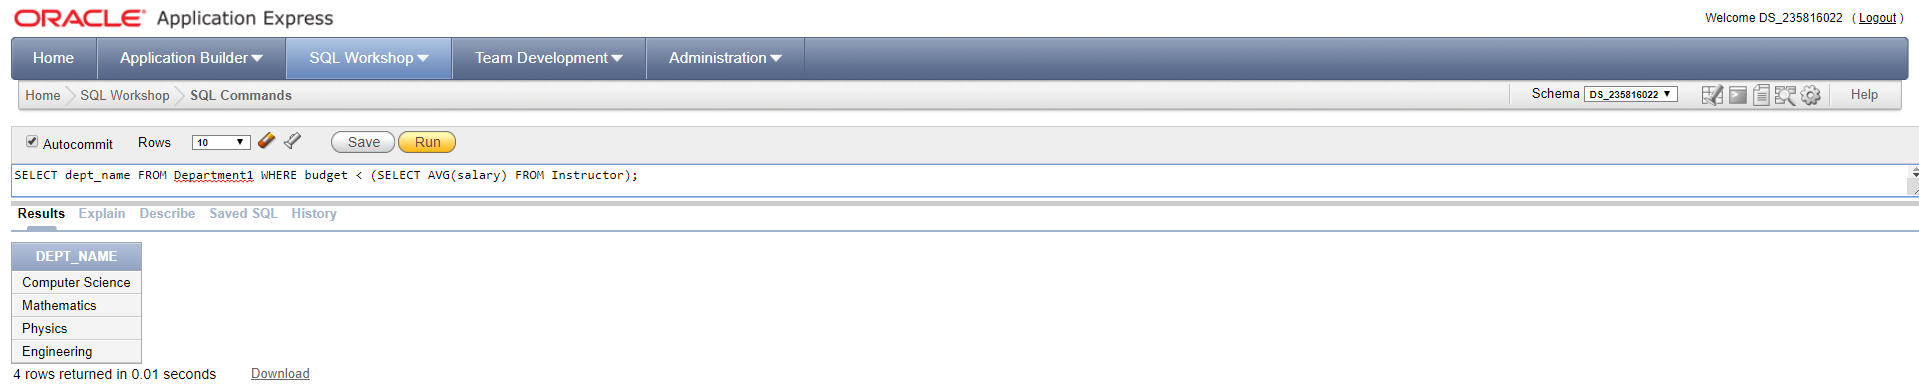 ORACLE Application Express
Welcome DS_235816022 ( Logout )
Home Application Builder SQL Workshop Team Development Administration
Home SQL Workshop SQL Commands Schema DS_235816022 Help
Autocommit Rows 10 Save Run
SELECT dept_name FROM Department1 WHERE budget < (SELECT AVG(salary) FROM Instructor);
Results Explain Describe Saved SQL History
DEPT_NAME
Computer Science
Mathematics
Physics
Engineering
4 rows returned in 0.01 seconds Download